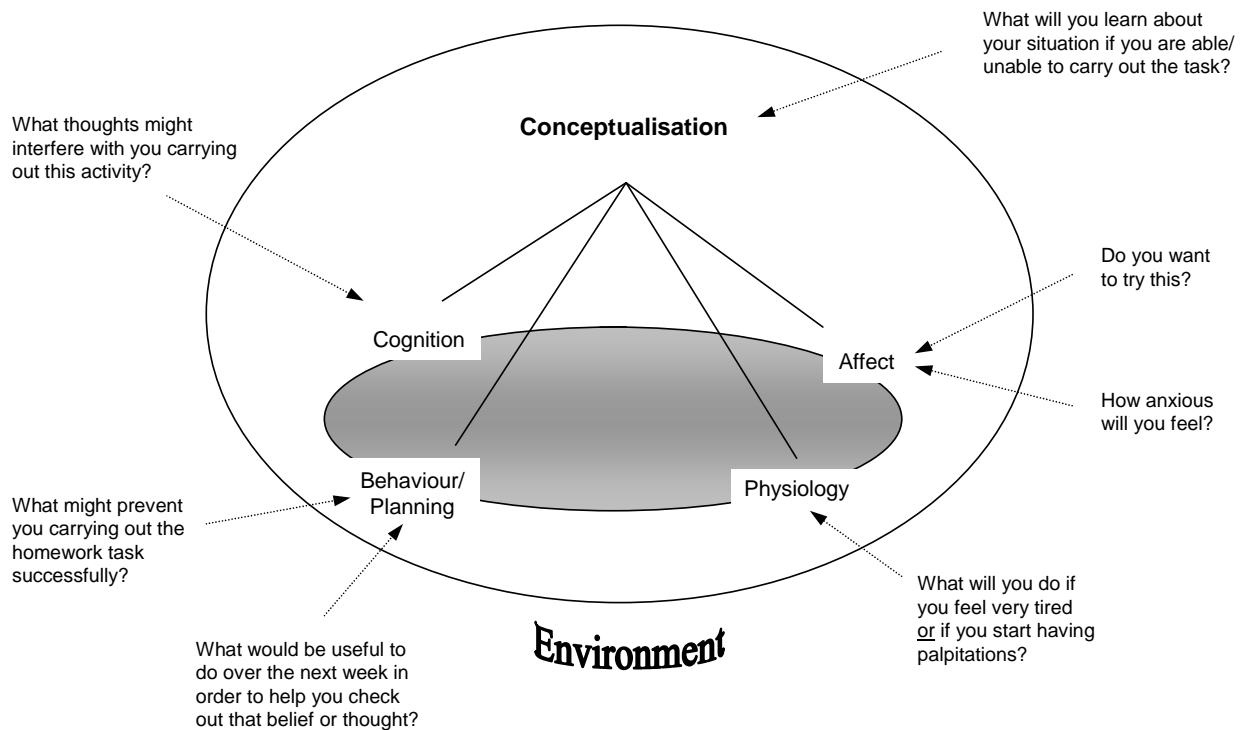 What will you learn about
your situation if you are able/
unable to carry out the task?
Conceptualisation
What thoughts might
interfere with you carrying
out this activity?
Do you want
to try this?
Cognition
Affect
How anxious
will you feel?
Behaviour/
Planning
Physiology
What might prevent
you carrying out the
homework task
successfully?
What will you do if
you feel very tired
or if you start having
palpitations?
Environment
What would be useful to
do over the next week in
order to help you check
out that belief or thought?